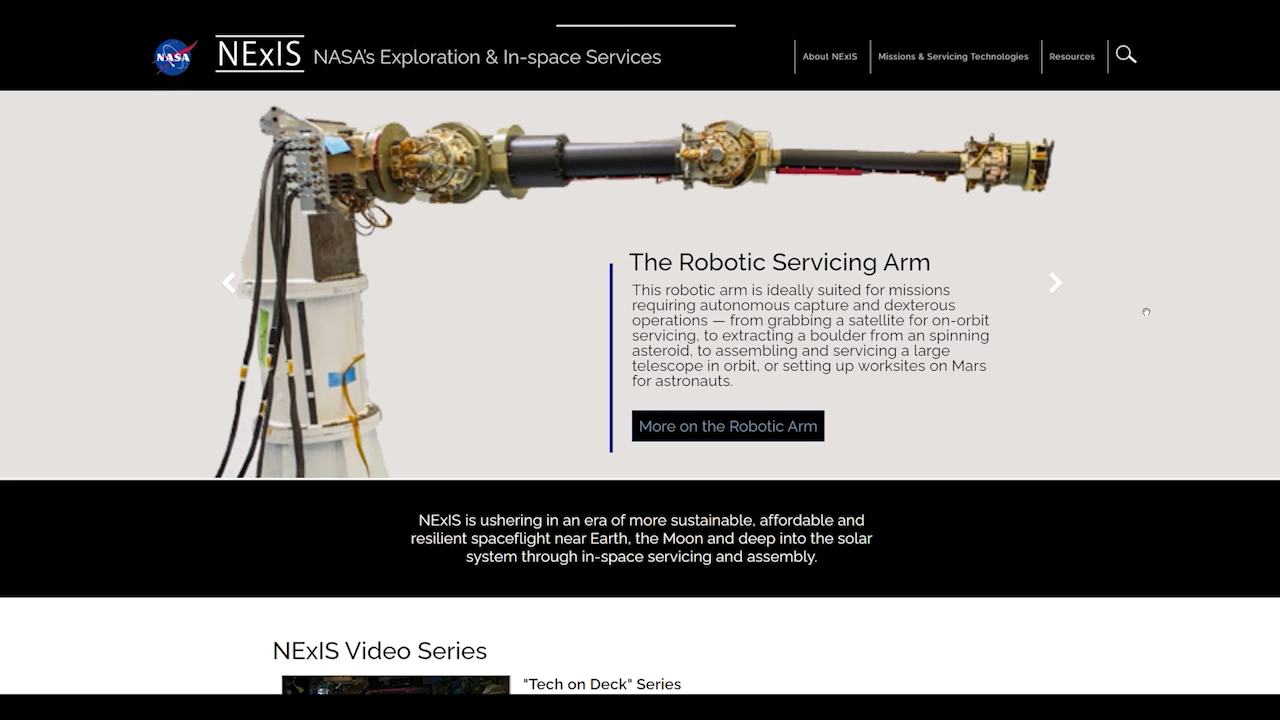 NASA
NExIS
NASA's Exploration & In-space Services
About NExIS
Missions & Servicing Technologies
Resources
The Robotic Servicing Arm
This robotic arm is ideally suited for missions
requiring autonomous capture and dexterous
operations — from grabbing a satellite for on-orbit
servicing, to extracting a boulder from an spinning
asteroid, to assembling and servicing a large
telescope in orbit, or setting up worksites on Mars
for astronauts.
More on the Robotic Arm
NExIS is ushering in an era of more sustainable, affordable and
resilient spaceflight near Earth, the Moon and deep into the solar
system through in-space servicing and assembly.
NExIS Video Series
"Tech on Deck" Series